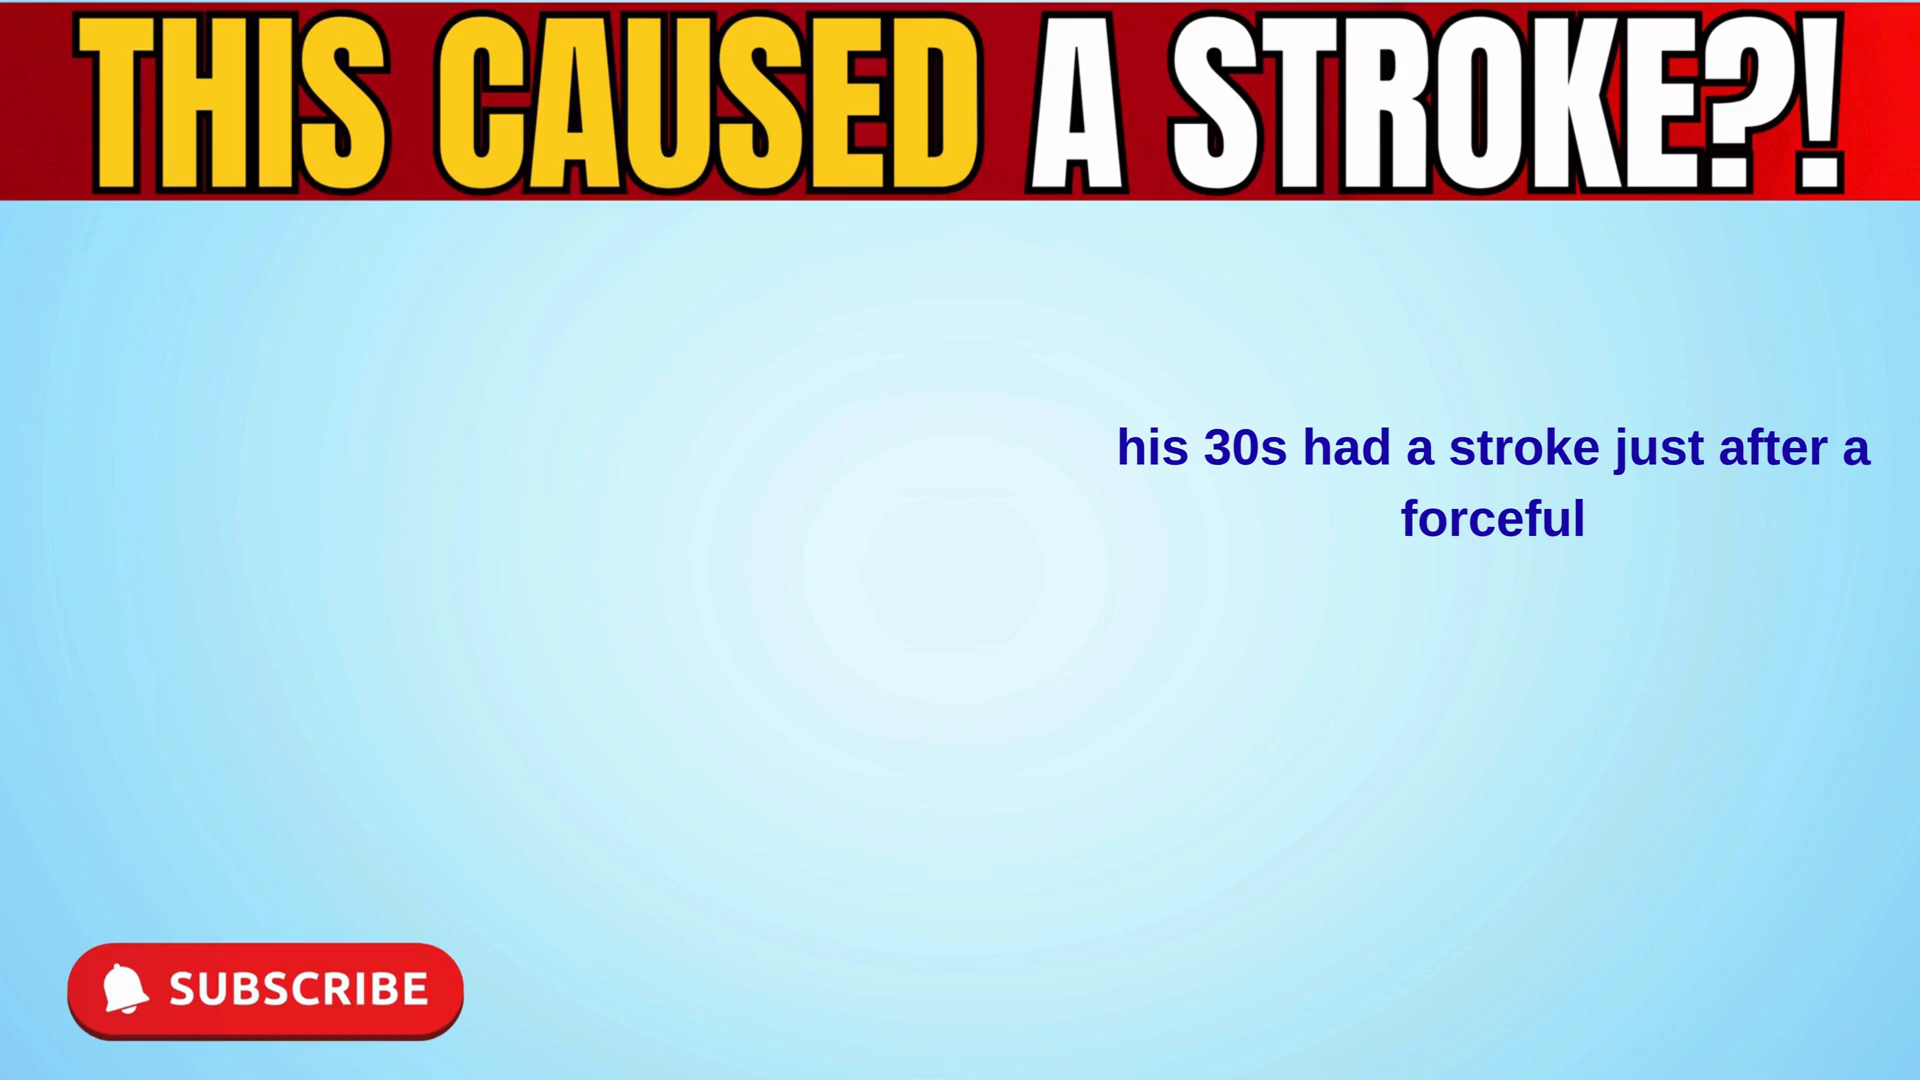 THIS CAUSED A STROKE?!
his 30s had a stroke just after a
forceful
SUBSCRIBE